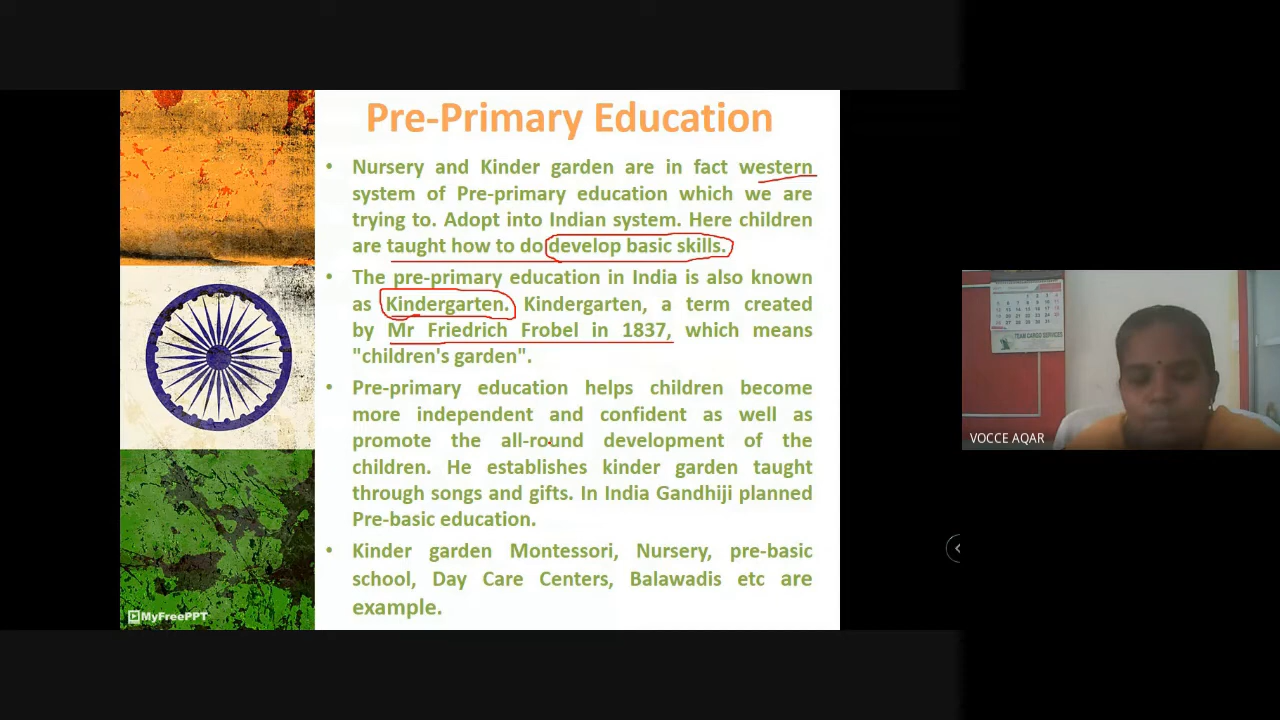 Pre-Primary Education
• Nursery and Kinder garden are in fact western
system of Pre-primary education which we are
trying to. Adopt into Indian system. Here children
are taught how to do develop basic skills.
• The pre-primary education in India is also known
as Kindergarten. Kindergarten, a term created
by Mr Friedrich Frobel in 1837, which means
"children's garden".
• Pre-primary education helps children become
more independent and confident as well as
promote the all-round development of the
children. He establishes kinder garden taught
through songs and gifts. In India Gandhiji planned
Pre-basic education.
• Kinder garden Montessori, Nursery, pre-basic
school, Day Care Centers, Balawadis etc are
example.
MyFreePPT
TEAM CARGO SERVICES
VOCCE AQAR